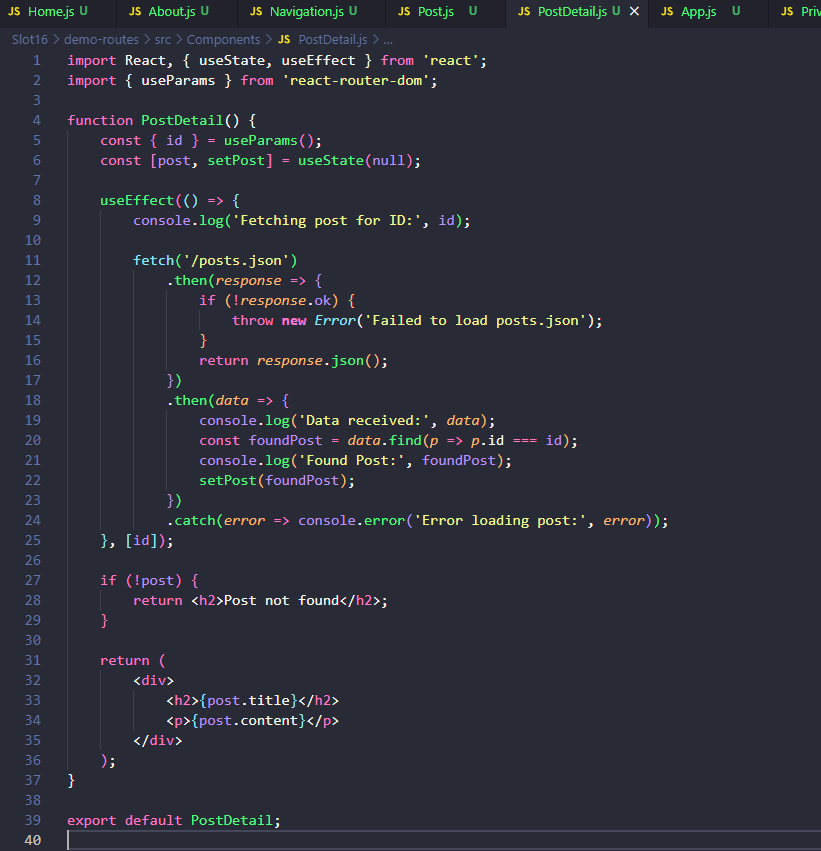 JS Home.js U JS About.js U JS Navigation.js U JS Post.js U JS PostDetail.js U × JS App.js U JS Priv
Slot16 > demo-routes > src > Components > JS PostDetail.js > ...
1 import React, { useState, useEffect } from 'react';
2 import { useParams } from 'react-router-dom';
3
4 function PostDetail() {
5     const { id } = useParams();
6     const [post, setPost] = useState(null);
7
8     useEffect(() => {
9         console.log('Fetching post for ID:', id);
10
11         fetch('/posts.json')
12             .then(response => {
13                 if (!response.ok) {
14                     throw new Error('Failed to load posts.json');
15                 }
16                 return response.json();
17             })
18             .then(data => {
19                 console.log('Data received:', data);
20                 const foundPost = data.find(p => p.id === id);
21                 console.log('Found Post:', foundPost);
22                 setPost(foundPost);
23             })
24             .catch(error => console.error('Error loading post:', error));
25     }, [id]);
26
27     if (!post) {
28         return <h2>Post not found</h2>;
29     }
30
31     return (
32         <div>
33             <h2>{post.title}</h2>
34             <p>{post.content}</p>
35         </div>
36     );
37 }
38
39 export default PostDetail;
40